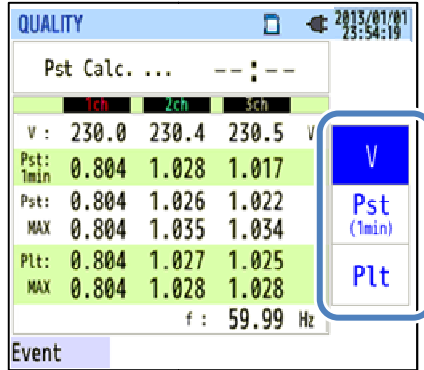 QUALITY 2013/01/01
23:54:19
Pst Calc. ... --:--
1ch 2ch 3ch
V : 230.0 230.4 230.5 V
Pst: 1min 0.804 1.028 1.017
Pst: 0.804 1.026 1.022
MAX 0.804 1.035 1.034
Plt: 0.804 1.027 1.025
MAX 0.804 1.028 1.028
f : 59.99 Hz
Event
V
Pst
(1min)
Plt